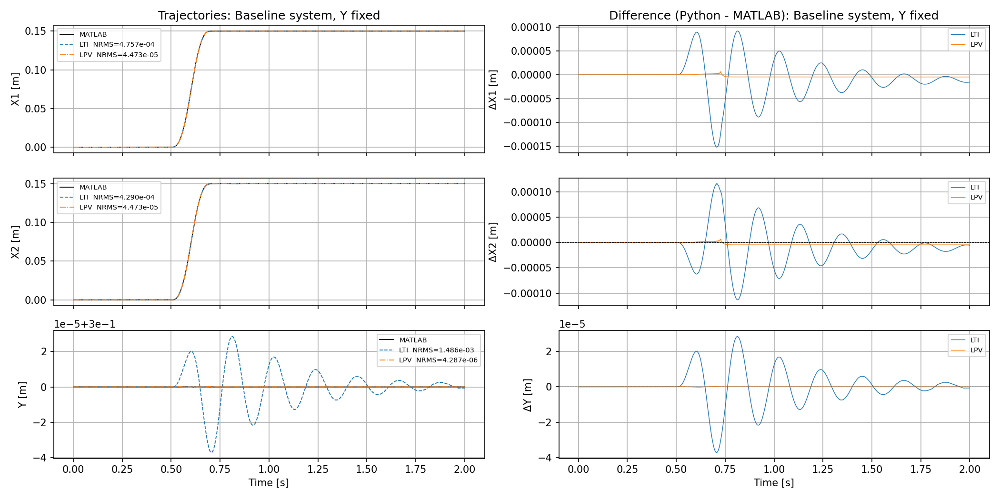 Trajectories: Baseline system, Y fixed
X1 [m]
0.15
0.10
0.05
0.00
MATLAB
LTI  NRMS=4.757e-04
LPV  NRMS=4.473e-05
Difference (Python - MATLAB): Baseline system, Y fixed
ΔX1 [m]
0.00010
0.00005
0.00000
−0.00005
−0.00010
−0.00015
LTI
LPV
X2 [m]
0.15
0.10
0.05
0.00
MATLAB
LTI  NRMS=4.290e-04
LPV  NRMS=4.473e-05
ΔX2 [m]
0.00010
0.00005
0.00000
−0.00005
−0.00010
LTI
LPV
1e−5+3e−1
Y [m]
2
0
−2
−4
MATLAB
LTI  NRMS=1.486e-03
LPV  NRMS=4.287e-06
0.00 0.25 0.50 0.75 1.00 1.25 1.50 1.75 2.00
Time [s]
1e−5
ΔY [m]
2
0
−2
−4
LTI
LPV
0.00 0.25 0.50 0.75 1.00 1.25 1.50 1.75 2.00
Time [s]